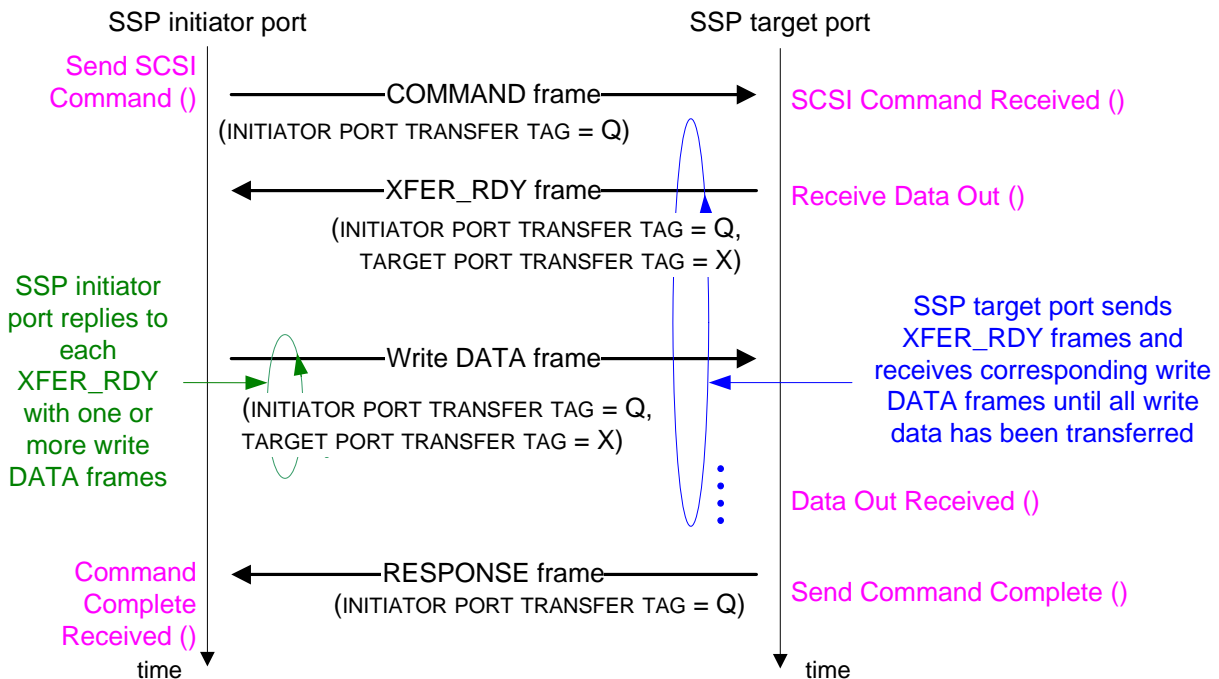 SSP initiator port
SSP target port
Send SCSI
Command ()
COMMAND frame
SCSI Command Received ()
(INITIATOR PORT TRANSFER TAG = Q)
XFER_RDY frame
Receive Data Out ()
(INITIATOR PORT TRANSFER TAG = Q,
TARGET PORT TRANSFER TAG = X)
SSP initiator
port replies to
each
XFER_RDY
with one or
more write
DATA frames
Write DATA frame
(INITIATOR PORT TRANSFER TAG = Q,
TARGET PORT TRANSFER TAG = X)
SSP target port sends
XFER_RDY frames and
receives corresponding write
DATA frames until all write
data has been transferred
Data Out Received ()
Command
Complete
Received ()
RESPONSE frame
(INITIATOR PORT TRANSFER TAG = Q)
Send Command Complete ()
time
time